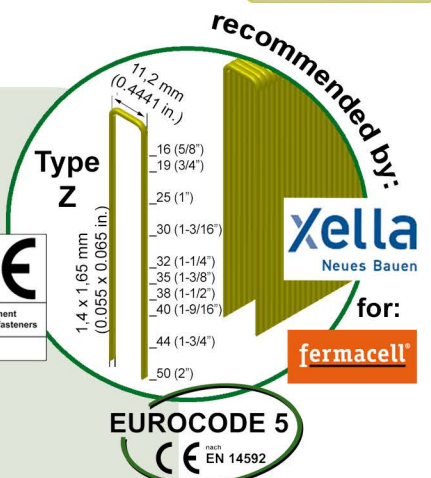 recommended by:
11,2 mm
(0.4441 in.)
Type
Z
1,4 x 1,65 mm
(0.055 x 0.065 in.)
_16 (5/8”)
_19 (3/4”)
_25 (1”)
_30 (1-3/16”)
_32 (1-1/4”)
_35 (1-3/8”)
_38 (1-1/2”)
_40 (1-9/16”)
_44 (1-3/4”)
_50 (2”)
xella
Neues Bauen
for:
fermacell®
E
ment
fasteners
EUROCODE 5
CE nach
EN 14592